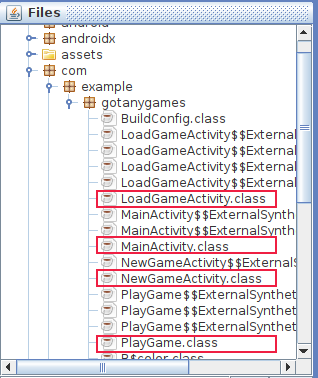 Files
android
androidx
assets
com
example
gotanygames
BuildConfig.class
LoadGameActivity$$External
LoadGameActivity$$External
LoadGameActivity$$External
LoadGameActivity$$External
LoadGameActivity.class
MainActivity$$ExternalSynth
MainActivity$$ExternalSynth
MainActivity.class
NewGameActivity$$External
NewGameActivity.class
PlayGame$$ExternalSynthet
PlayGame$$ExternalSynthet
PlayGame$$ExternalSynthet
PlayGame.class
R$color.class